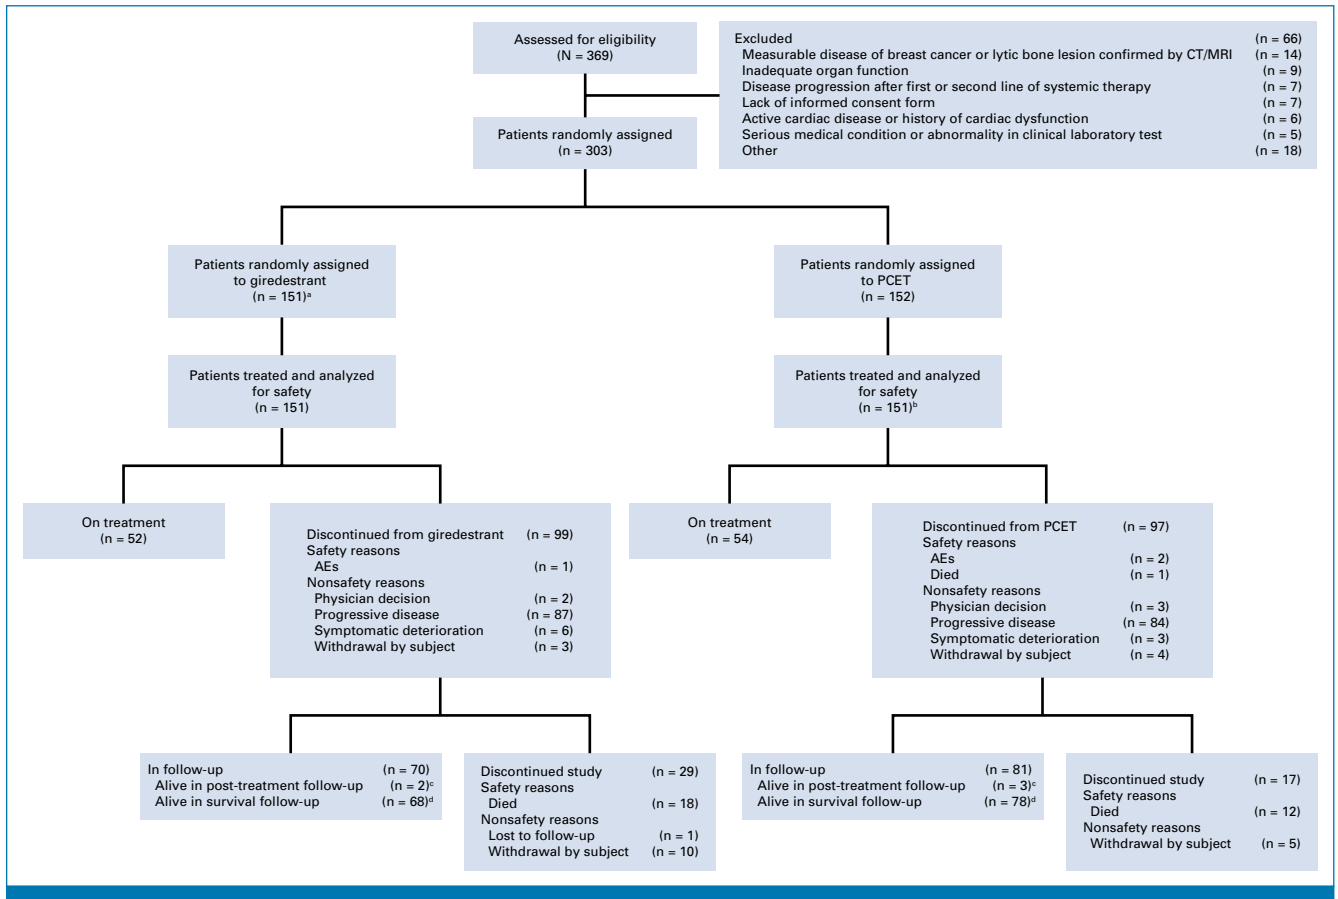 Assessed for eligibility
(N = 369)
Excluded (n = 66)
Measurable disease of breast cancer or lytic bone lesion confirmed by CT/MRI (n = 14)
Inadequate organ function (n = 9)
Disease progression after first or second line of systemic therapy (n = 7)
Lack of informed consent form (n = 7)
Active cardiac disease or history of cardiac dysfunction (n = 6)
Serious medical condition or abnormality in clinical laboratory test (n = 5)
Other (n = 18)
Patients randomly assigned
(n = 303)
Patients randomly assigned
to giredestrant
(n = 151)ᵃ
Patients randomly assigned
to PCET
(n = 152)
Patients treated and analyzed
for safety
(n = 151)
Patients treated and analyzed
for safety
(n = 151)ᵇ
On treatment
(n = 52)
Discontinued from giredestrant (n = 99)
Safety reasons
AEs (n = 1)
Nonsafety reasons
Physician decision (n = 2)
Progressive disease (n = 87)
Symptomatic deterioration (n = 6)
Withdrawal by subject (n = 3)
On treatment
(n = 54)
Discontinued from PCET (n = 97)
Safety reasons
AEs (n = 2)
Died (n = 1)
Nonsafety reasons
Physician decision (n = 3)
Progressive disease (n = 84)
Symptomatic deterioration (n = 3)
Withdrawal by subject (n = 4)
In follow-up (n = 70)
Alive in post-treatment follow-up (n = 2)ᶜ
Alive in survival follow-up (n = 68)ᵈ
Discontinued study (n = 29)
Safety reasons
Died (n = 18)
Nonsafety reasons
Lost to follow-up (n = 1)
Withdrawal by subject (n = 10)
In follow-up (n = 81)
Alive in post-treatment follow-up (n = 3)ᶜ
Alive in survival follow-up (n = 78)ᵈ
Discontinued study (n = 17)
Safety reasons
Died (n = 12)
Nonsafety reasons
Withdrawal by subject (n = 5)